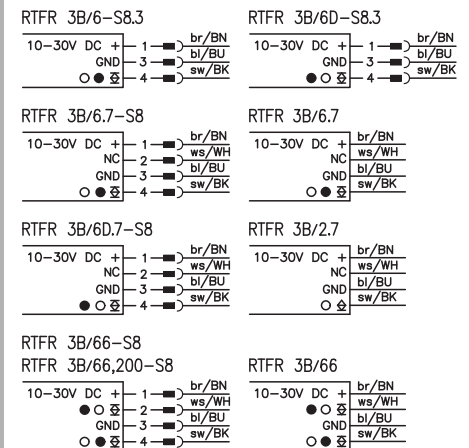 RTFR 3B/6-S8.3
10-30V DC + 1 br/BN
GND 3 bl/BU
4 sw/BK
RTFR 3B/6D-S8.3
10-30V DC + 1 br/BN
GND 3 bl/BU
4 sw/BK
RTFR 3B/6.7-S8
10-30V DC + 1 br/BN
NC 2 ws/WH
GND 3 bl/BU
4 sw/BK
RTFR 3B/6.7
10-30V DC + br/BN
NC ws/WH
GND bl/BU
sw/BK
RTFR 3B/6D.7-S8
10-30V DC + 1 br/BN
NC 2 ws/WH
GND 3 bl/BU
4 sw/BK
RTFR 3B/2.7
10-30V DC + br/BN
NC ws/WH
GND bl/BU
sw/BK
RTFR 3B/66-S8
RTFR 3B/66,200-S8
10-30V DC + 1 br/BN
2 ws/WH
GND 3 bl/BU
4 sw/BK
RTFR 3B/66
10-30V DC + br/BN
ws/WH
GND bl/BU
sw/BK